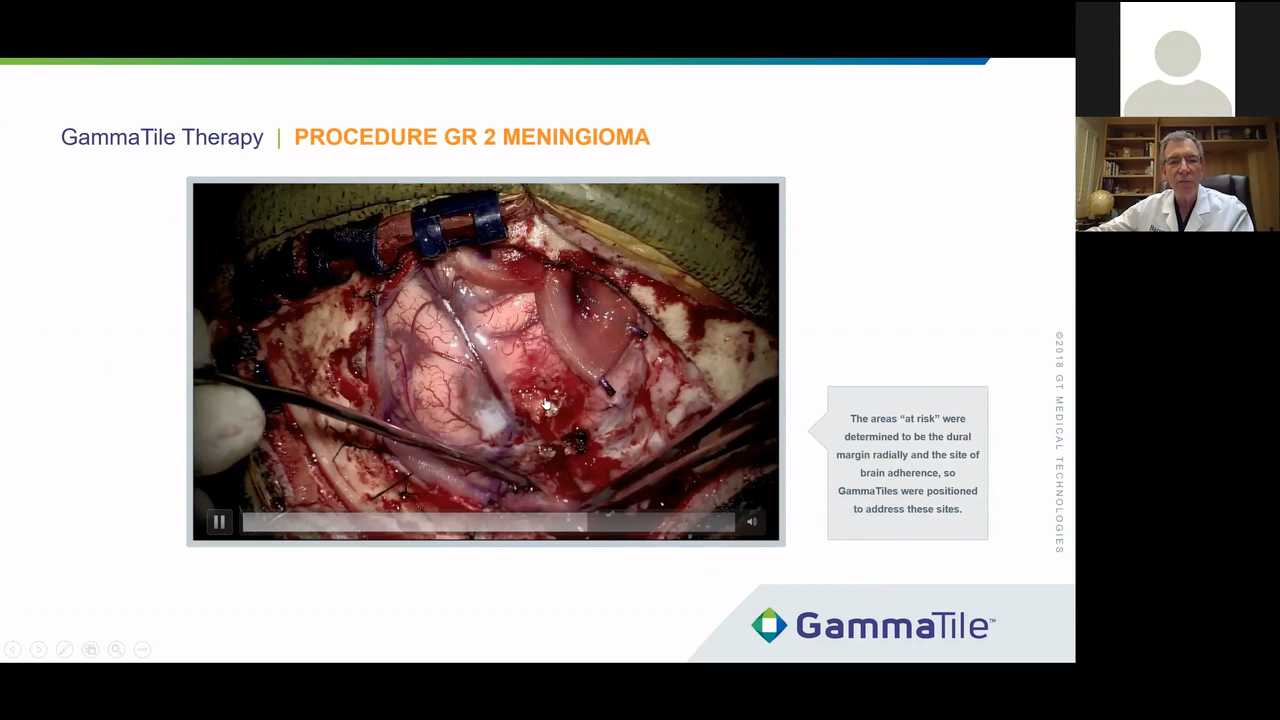 GammaTile Therapy | PROCEDURE GR 2 MENINGIOMA
The areas “at risk” were
determined to be the dural
margin radially and the site of
brain adherence, so
GammaTiles were positioned
to address these sites.
©2018 GT MEDICAL TECHNOLOGIES
GammaTile™